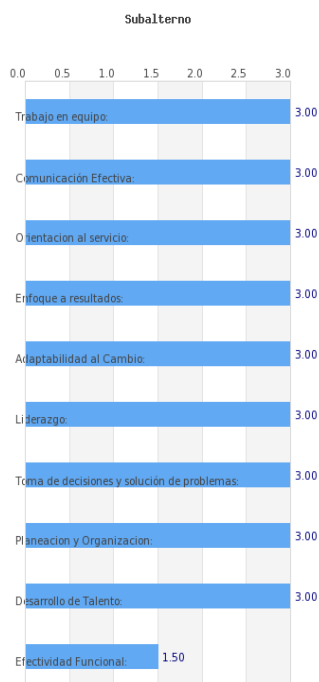 Subalterno
0.0 0.5 1.0 1.5 2.0 2.5 3.0
Trabajo en equipo: 3.00
Comunicación Efectiva: 3.00
Orientacion al servicio: 3.00
Enfoque a resultados: 3.00
Adaptabilidad al Cambio: 3.00
Liderazgo: 3.00
Toma de decisiones y solución de problemas: 3.00
Planeacion y Organizacion: 3.00
Desarrollo de Talento: 3.00
Efectividad Funcional: 1.50